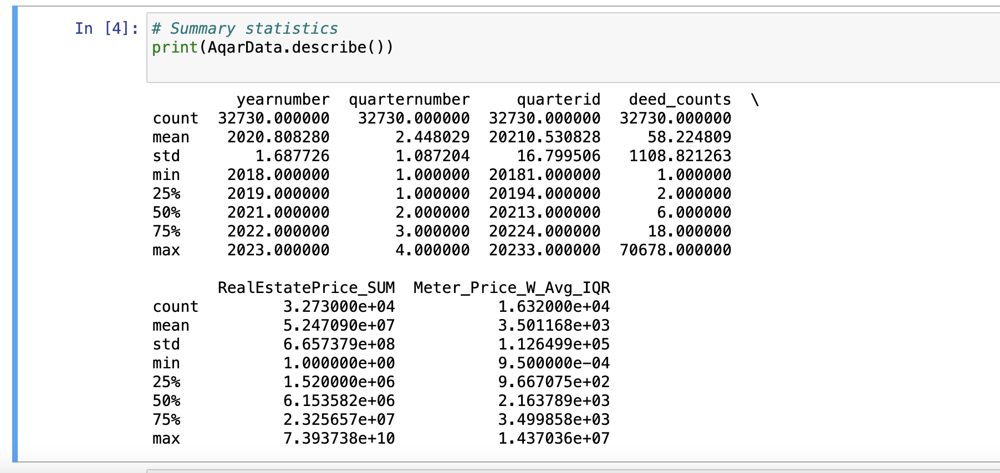 In [4]: # Summary statistics
print(AqarData.describe())
yearnumber quarternumber quarterid deed_counts \
count 32730.000000 32730.000000 32730.000000 32730.000000
mean 2020.808280 2.448029 20210.530828 58.224809
std 1.687726 1.087204 16.799506 1108.821263
min 2018.000000 1.000000 20181.000000 1.000000
25% 2019.000000 1.000000 20194.000000 2.000000
50% 2021.000000 2.000000 20213.000000 6.000000
75% 2022.000000 3.000000 20224.000000 18.000000
max 2023.000000 4.000000 20233.000000 70678.000000
RealEstatePrice_SUM Meter_Price_W_Avg_IQR
count 3.273000e+04 1.632000e+04
mean 5.247090e+07 3.501168e+03
std 6.657379e+08 1.126499e+05
min 1.000000e+00 9.500000e-04
25% 1.520000e+06 9.667075e+02
50% 6.153582e+06 2.163789e+03
75% 2.325657e+07 3.499858e+03
max 7.393738e+10 1.437036e+07